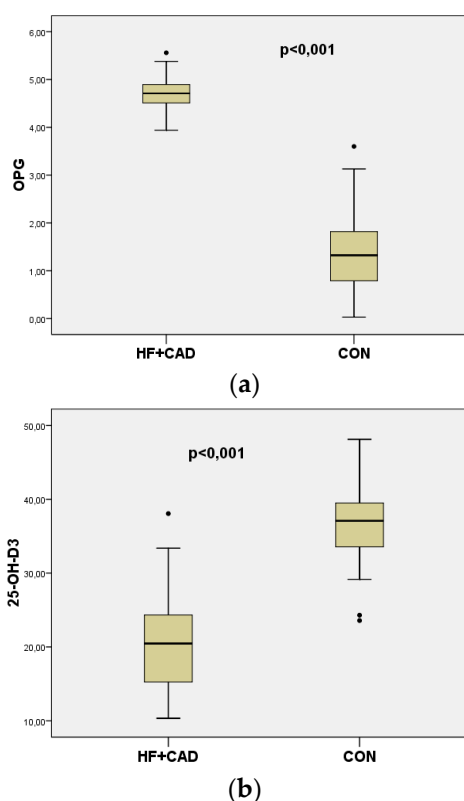 6,00
p<0,001
5,00
4,00
OPG
3,00
2,00
1,00
0,00
HF+CAD CON
(a)
50,00
p<0,001
40,00
25-OH-D3
30,00
20,00
10,00
HF+CAD CON
(b)